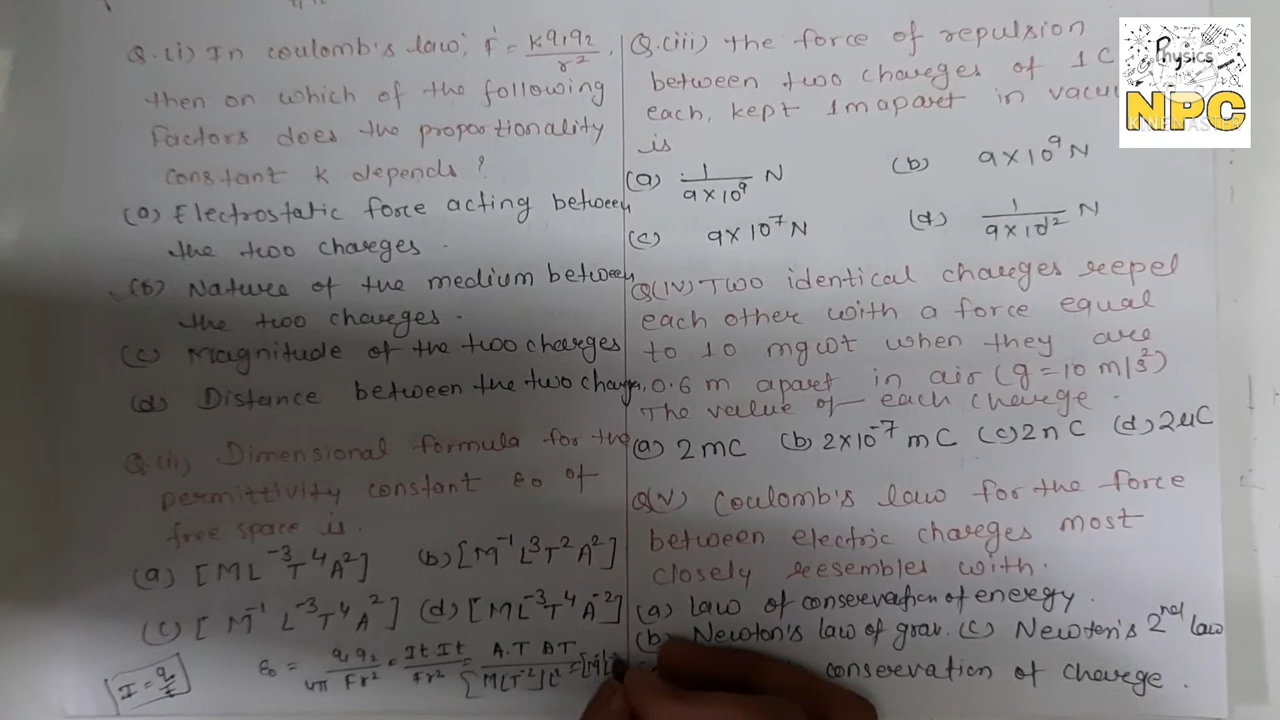 Q.(i) In coulomb's law; F = kq1q2/r²,
then on which of the following
factors does the proportionality
constant k depends?
(a) Electrostatic force acting between
the two charges.
(b) Nature of the medium between
the two charges.
(c) Magnitude of the two charges
(d) Distance between the two charges,
Q.(ii) Dimensional formula for the
permittivity constant ε0 of
free space is.
(a) [ML⁻³T⁴A²] (b) [M⁻¹L³T²A²]
(c) [M⁻¹L⁻³T⁴A²] (d) [ML⁻³T⁴A⁻²]
I = q/t
ε0 = q1q2/4πFr² = It.It/Fr² = A.T AT/[MLT⁻²]L² = [M⁻¹L
Q.(iii) the force of repulsion
between two charges of 1C
each, kept 1m apart in vacu
is
(a) 1/9×10⁹ N (b) 9×10⁹ N
(c) 9×10⁷ N (d) 1/9×10¹² N
Q(IV) Two identical charges repel
each other with a force equal
to 10 mgwt when they are
0.6 m apart in air (g=10 m/s²)
The value of each charge.
(a) 2mC (b) 2×10⁻⁷ mC (c) 2nC (d) 2μC
Q(V) Coulomb's law for the force
between electric charges most
closely resembles with.
(a) law of conservation of energy.
(b) Newton's law of grav. (c) Newton's 2nd law
conservation of charge.
Physics
NPC
KINEMASTER